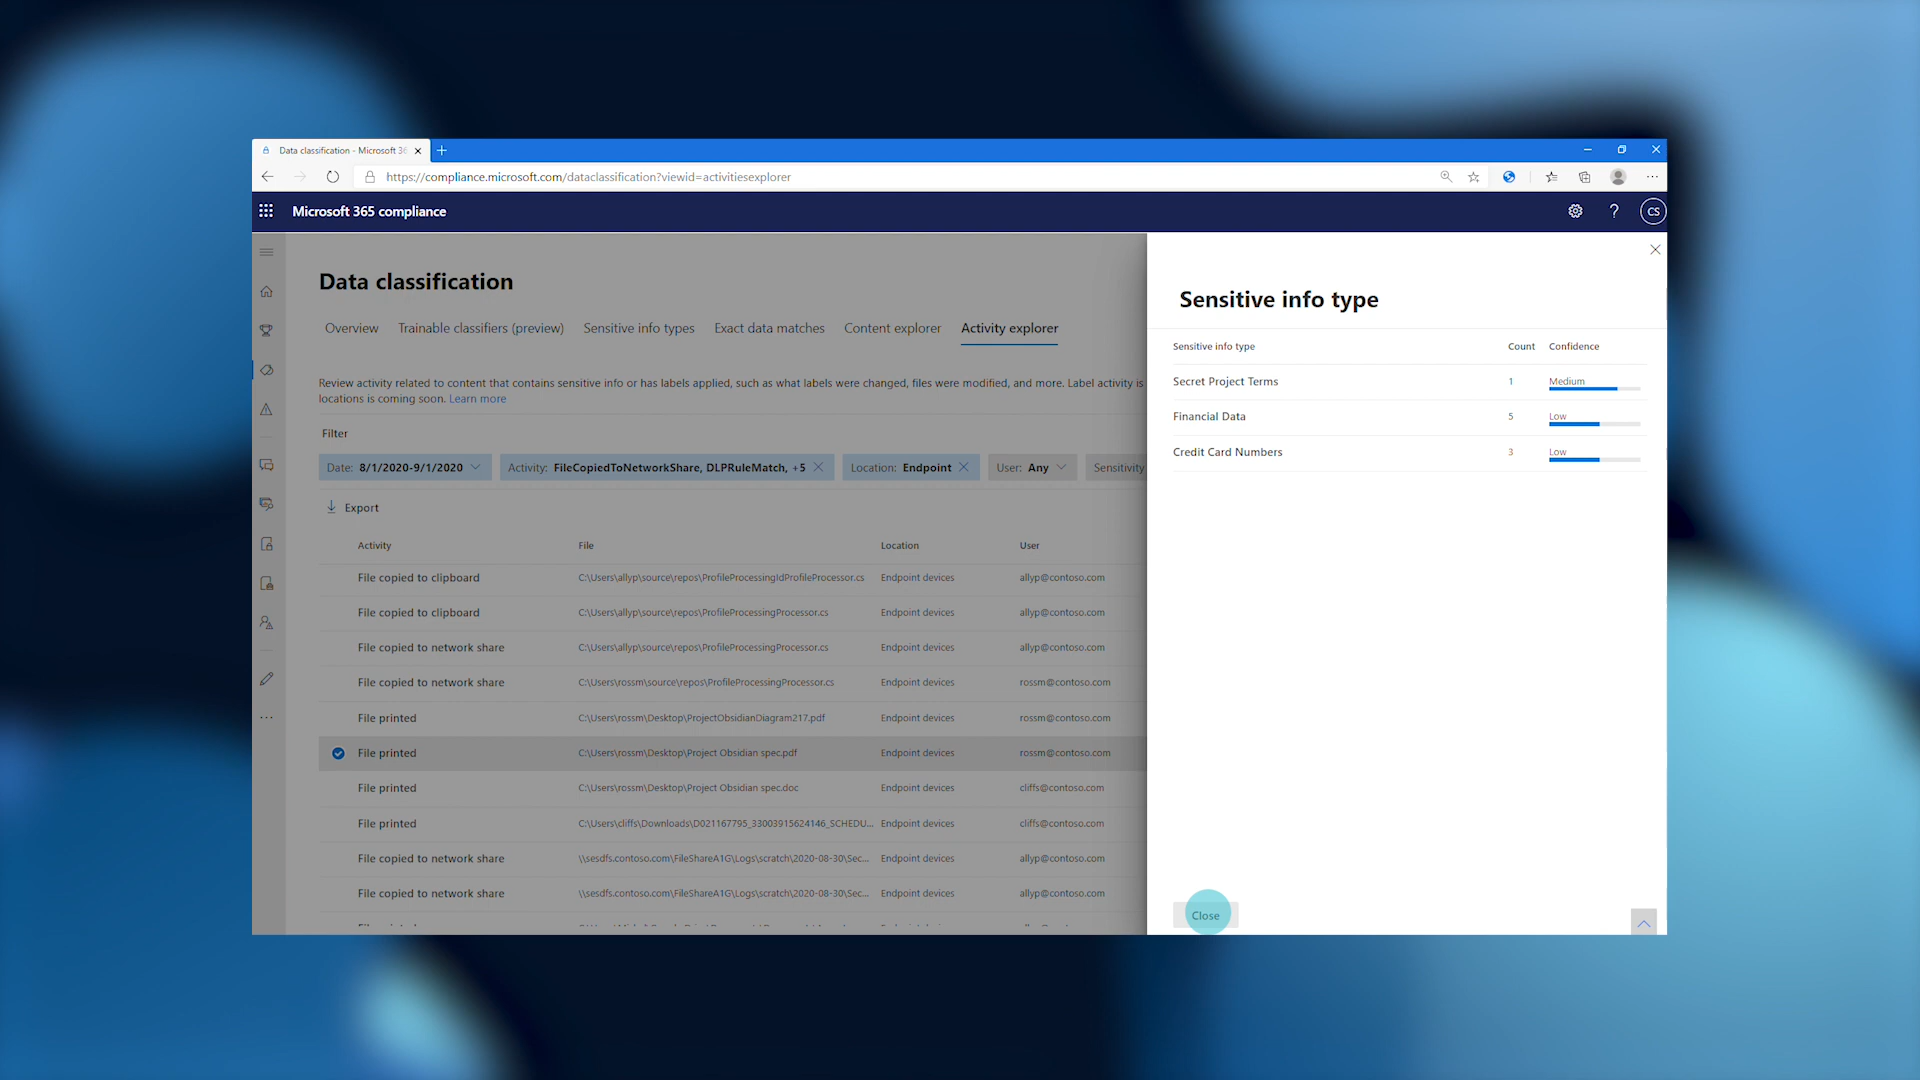 Data classification - Microsoft 36
https://compliance.microsoft.com/dataclassification?viewid=activitiesexplorer
Microsoft 365 compliance
CS
Data classification
Overview Trainable classifiers (preview) Sensitive info types Exact data matches Content explorer Activity explorer
Review activity related to content that contains sensitive info or has labels applied, such as what labels were changed, files were modified, and more. Label activity is
locations is coming soon. Learn more
Filter
Date: 8/1/2020-9/1/2020 Activity: FileCopiedToNetworkShare, DLPRuleMatch, +5 Location: Endpoint User: Any Sensitivity
Export
Activity File Location User
File copied to clipboard C:\Users\allyp\source\repos\ProfileProcessingIdProfileProcessor.cs Endpoint devices allyp@contoso.com
File copied to clipboard C:\Users\allyp\source\repos\ProfileProcessingProcessor.cs Endpoint devices allyp@contoso.com
File copied to network share C:\Users\allyp\source\repos\ProfileProcessingProcessor.cs Endpoint devices allyp@contoso.com
File copied to network share C:\Users\rossm\source\repos\ProfileProcessingProcessor.cs Endpoint devices rossm@contoso.com
File printed C:\Users\rossm\Desktop\ProjectObsidianDiagram217.pdf Endpoint devices rossm@contoso.com
File printed C:\Users\rossm\Desktop\Project Obsidian spec.pdf Endpoint devices rossm@contoso.com
File printed C:\Users\rossm\Desktop\Project Obsidian spec.doc Endpoint devices cliffs@contoso.com
File printed C:\Users\cliffs\Downloads\D021167795_33003915624146_SCHEDU... Endpoint devices cliffs@contoso.com
File copied to network share \\sesdfs.contoso.com\FileShareA1G\Logs\scratch\2020-08-30\Sec... Endpoint devices allyp@contoso.com
File copied to network share \\sesdfs.contoso.com\FileShareA1G\Logs\scratch\2020-08-30\Sec... Endpoint devices allyp@contoso.com
Sensitive info type
Sensitive info type Count Confidence
Secret Project Terms 1 Medium
Financial Data 5 Low
Credit Card Numbers 3 Low
Close